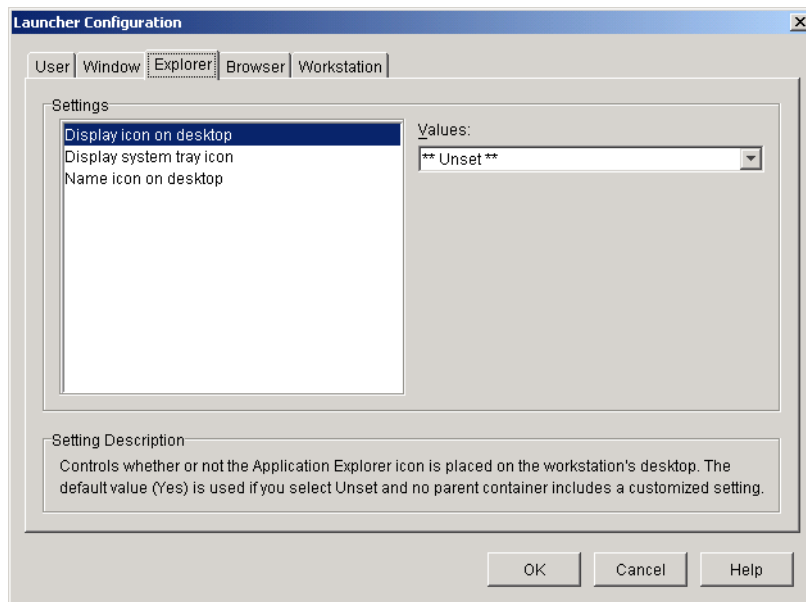 Launcher Configuration
User Window Explorer Browser Workstation
Settings
Display icon on desktop
Display system tray icon
Name icon on desktop
Values:
** Unset **
Setting Description
Controls whether or not the Application Explorer icon is placed on the workstation's desktop. The
default value (Yes) is used if you select Unset and no parent container includes a customized setting.
OK Cancel Help